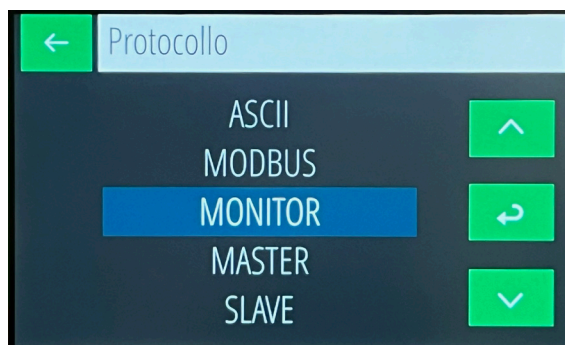 Protocollo
ASCII
MODBUS
MONITOR
MASTER
SLAVE